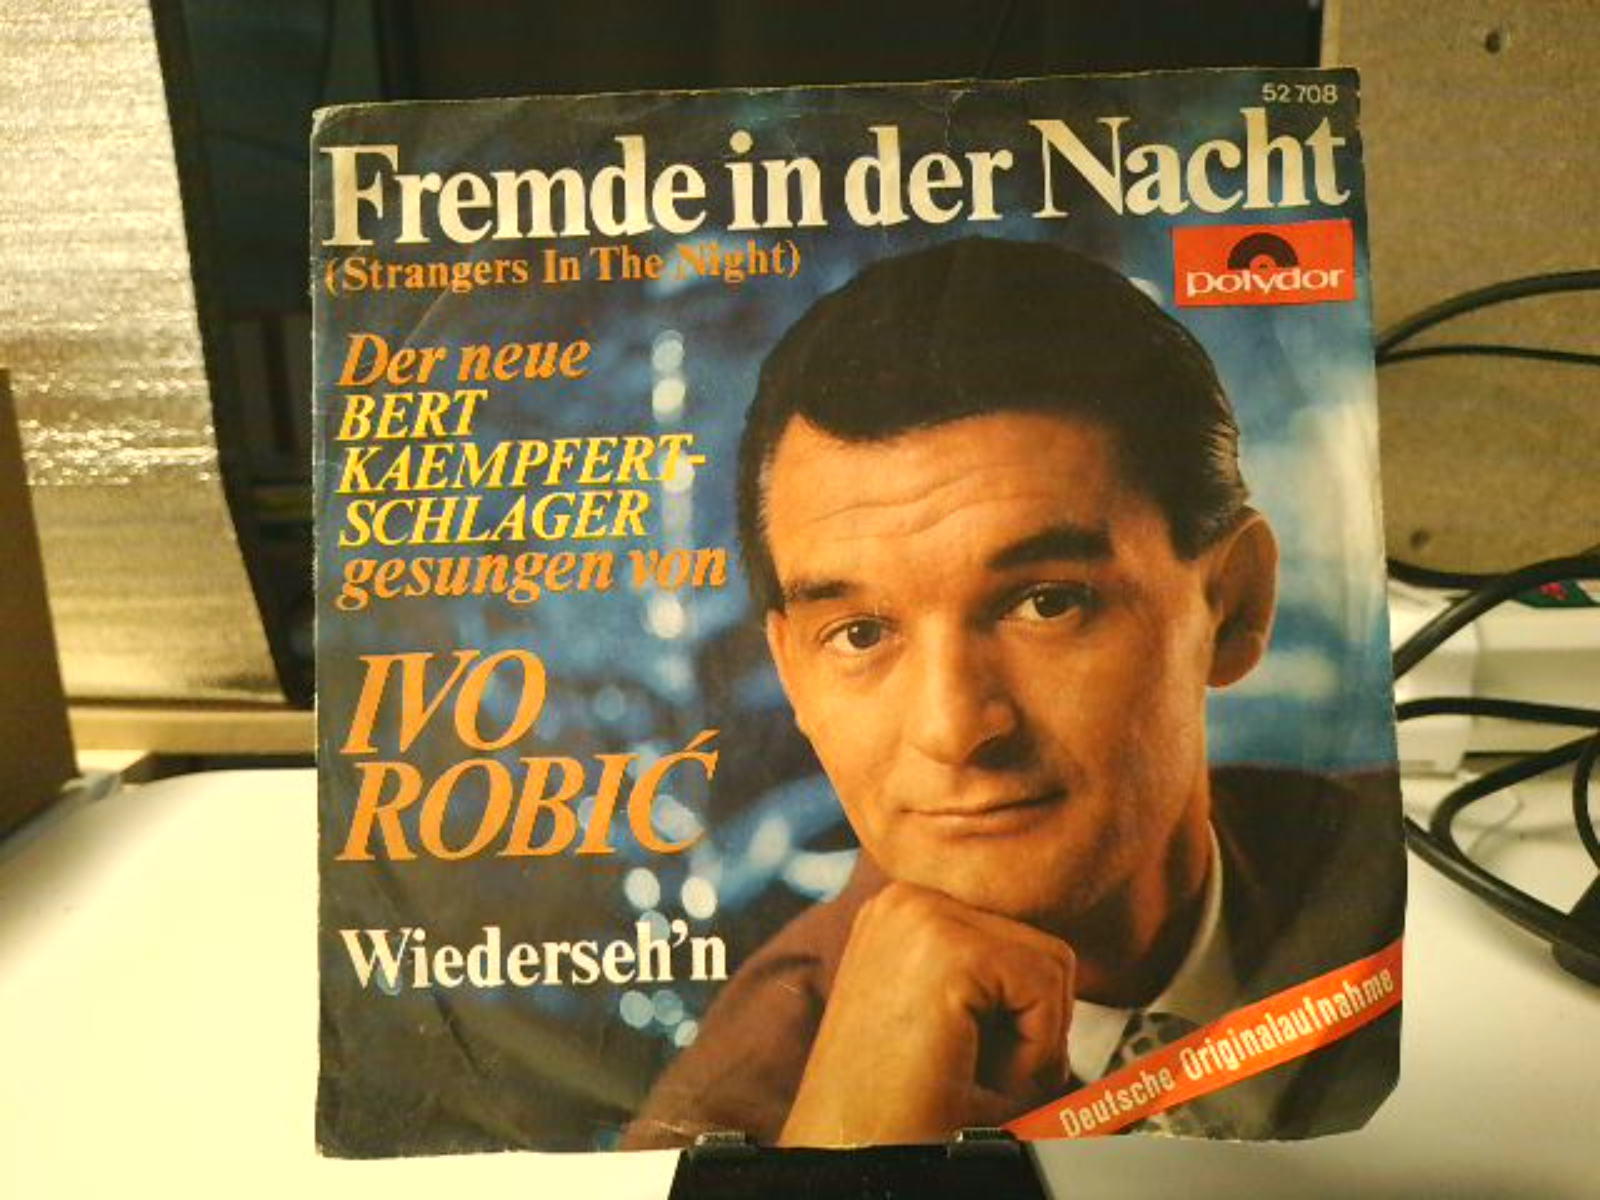 52 708
Fremde in der Nacht
(Strangers In The Night)
polydor
Der neue
BERT
KAEMPFERT-
SCHLAGER
gesungen von
IVO
ROBIĆ
Wiederseh'n
Deutsche Originalaufnahme